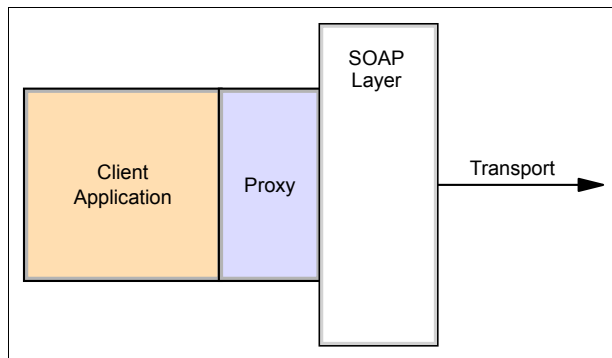 Client
Application
Proxy
SOAP
Layer
Transport